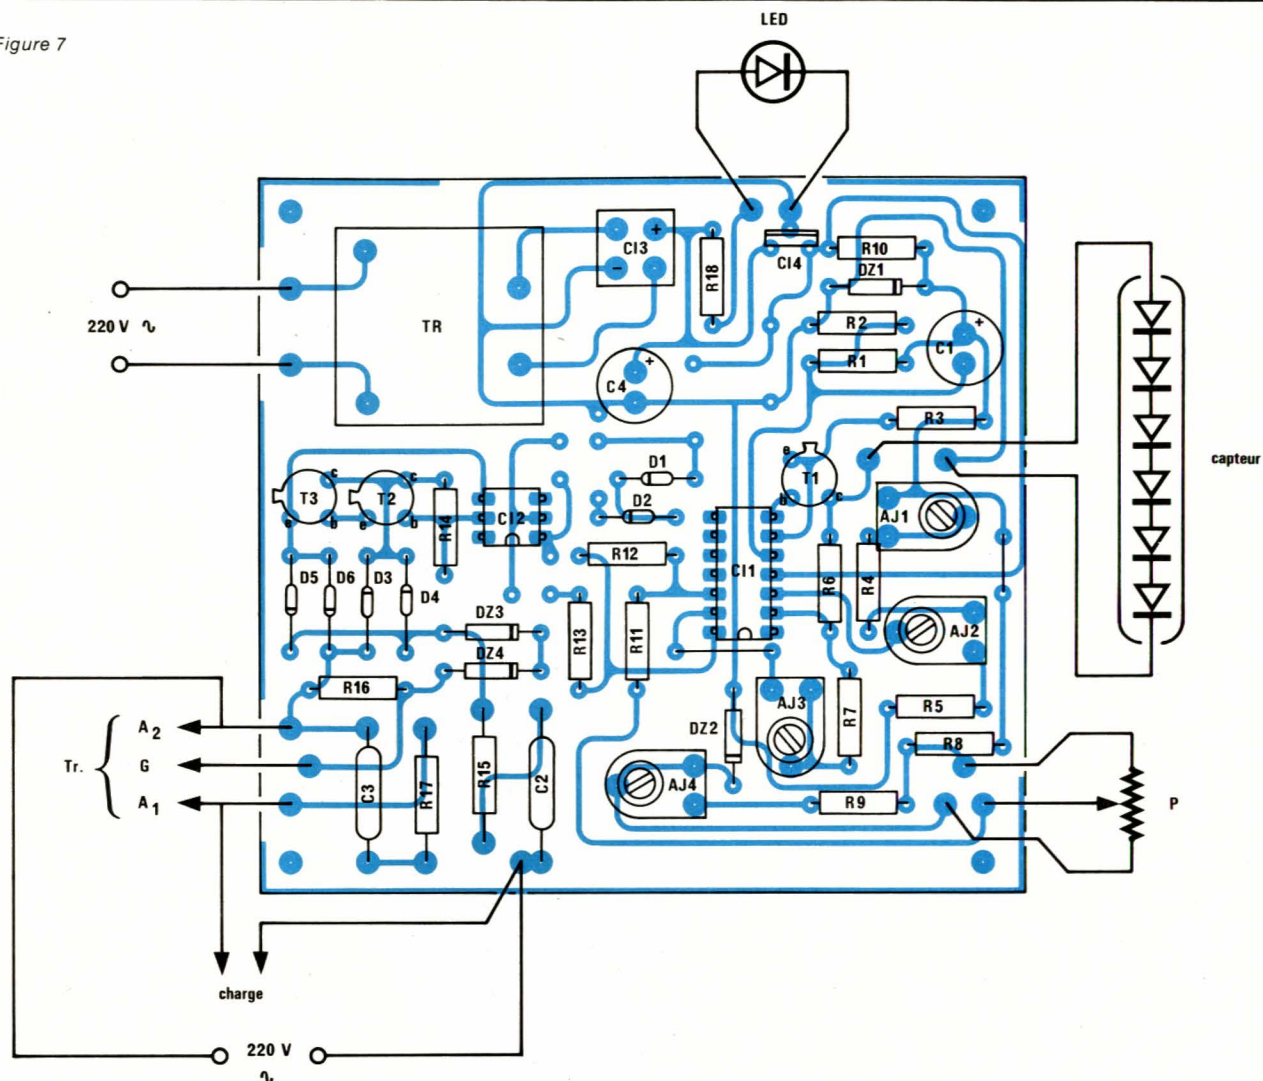 Figure 7
LED
220 V ∿
TR
CI3
+
−
R18
CI4
R10
DZ1
R2
R1
C1
+
C4
+
R3
capteur
T3
c
b
e
T2
c
b
e
R14
CI2
D1
D2
T1
e
b
c
AJ1
R12
CI1
R6
R4
D5
D6
D3
D4
DZ3
DZ4
R13
R11
AJ2
R16
AJ3
R7
R5
DZ2
R8
Tr.
A2
G
A1
C3
R17
R15
C2
AJ4
R9
P
charge
220 V
∿